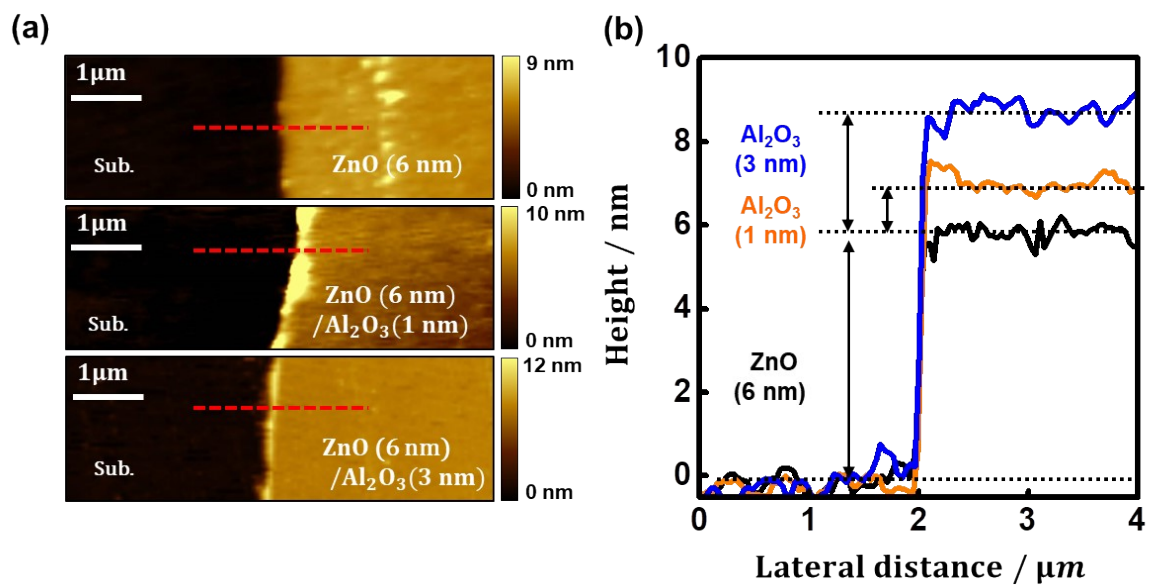 (a)
1μm
Sub.
ZnO (6 nm)
9 nm
0 nm
1μm
Sub.
ZnO (6 nm)
/Al₂O₃(1 nm)
10 nm
0 nm
1μm
Sub.
ZnO (6 nm)
/Al₂O₃(3 nm)
12 nm
0 nm
(b)
Height / nm
10
8
6
4
2
0
Al₂O₃
(3 nm)
Al₂O₃
(1 nm)
ZnO
(6 nm)
0
1
2
3
4
Lateral distance / μm